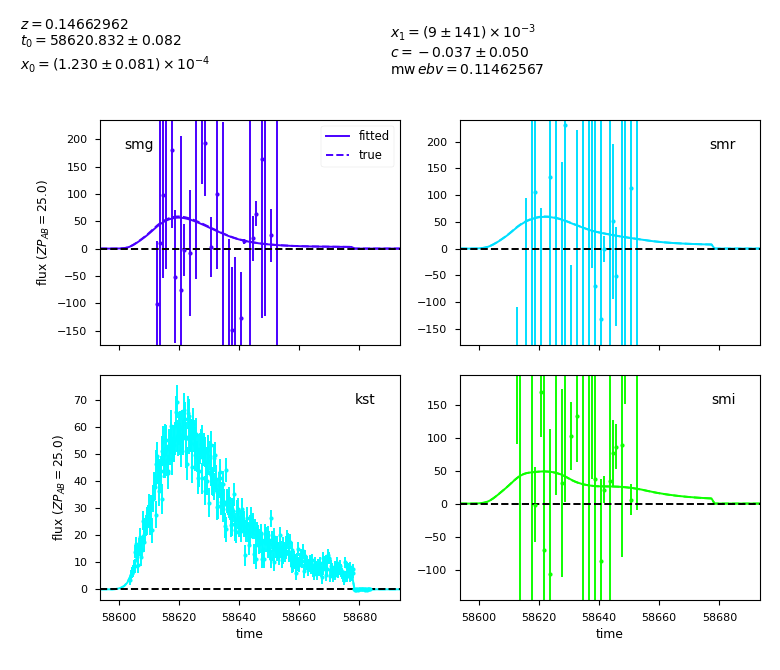 z = 0.14662962
t₀ = 58620.832 ± 0.082
x₀ = (1.230 ± 0.081) × 10⁻⁴
x₁ = (9 ± 141) × 10⁻³
c = −0.037 ± 0.050
mw ebv = 0.11462567
smg
fitted
true
200
150
100
50
0
−50
−100
−150
flux (ZP_AB = 25.0)
smr
200
150
100
50
0
−50
−100
−150
kst
70
60
50
40
30
20
10
0
flux (ZP_AB = 25.0)
58600 58620 58640 58660 58680
time
smi
150
100
50
0
−50
−100
58600 58620 58640 58660 58680
time